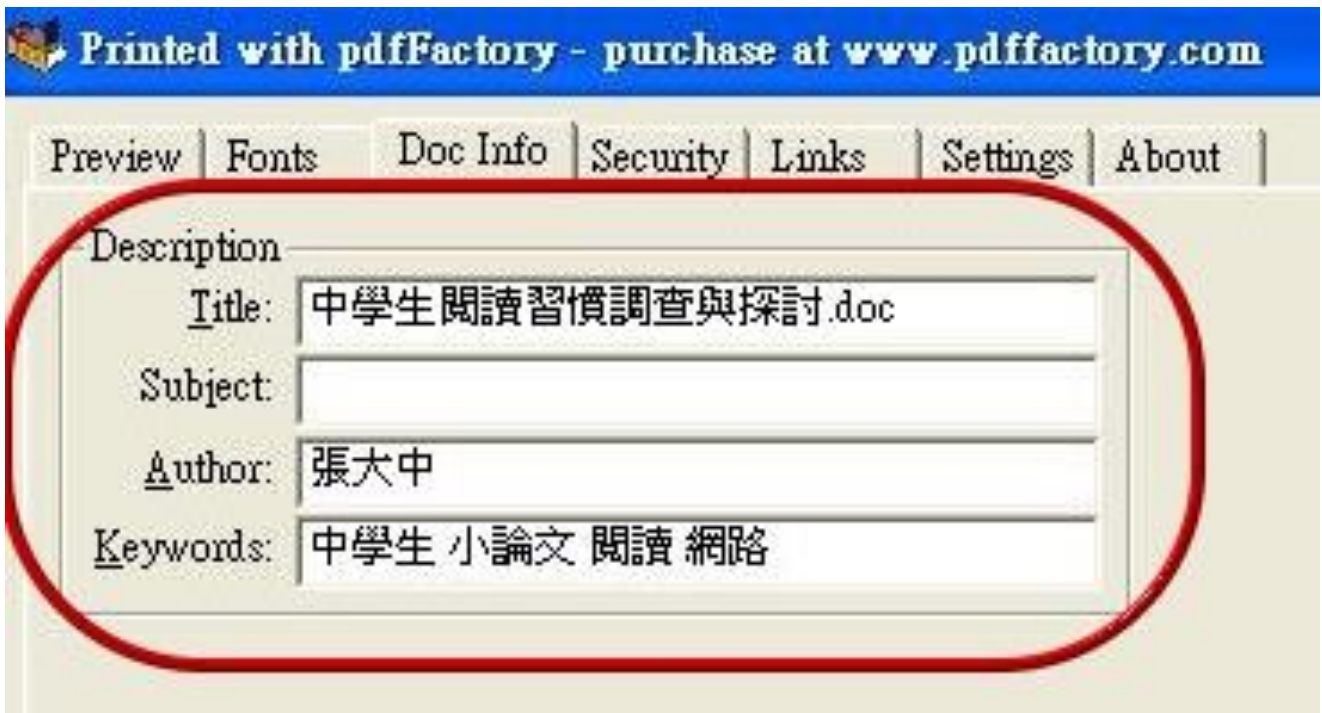 Printed with pdfFactory - purchase at www.pdffactory.com
Preview Fonts Doc Info Security Links Settings About
Description
Title: 中學生閱讀習慣調查與探討.doc
Subject:
Author: 張大中
Keywords: 中學生 小論文 閱讀 網路